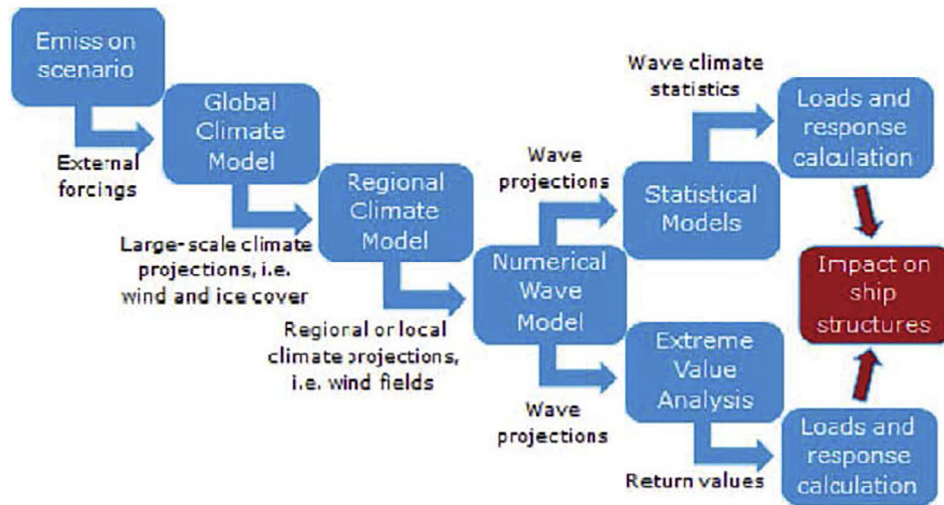 Emission
scenario
External
forcings
Global
Climate
Model
Large-scale climate
projections, i.e.
wind and ice cover
Regional
Climate
Model
Regional or local
climate projections,
i.e. wind fields
Numerical
Wave
Model
Wave
projections
Statistical
Models
Wave climate
statistics
Loads and
response
calculation
Wave
projections
Extreme
Value
Analysis
Return values
Loads and
response
calculation
Impact on
ship
structures